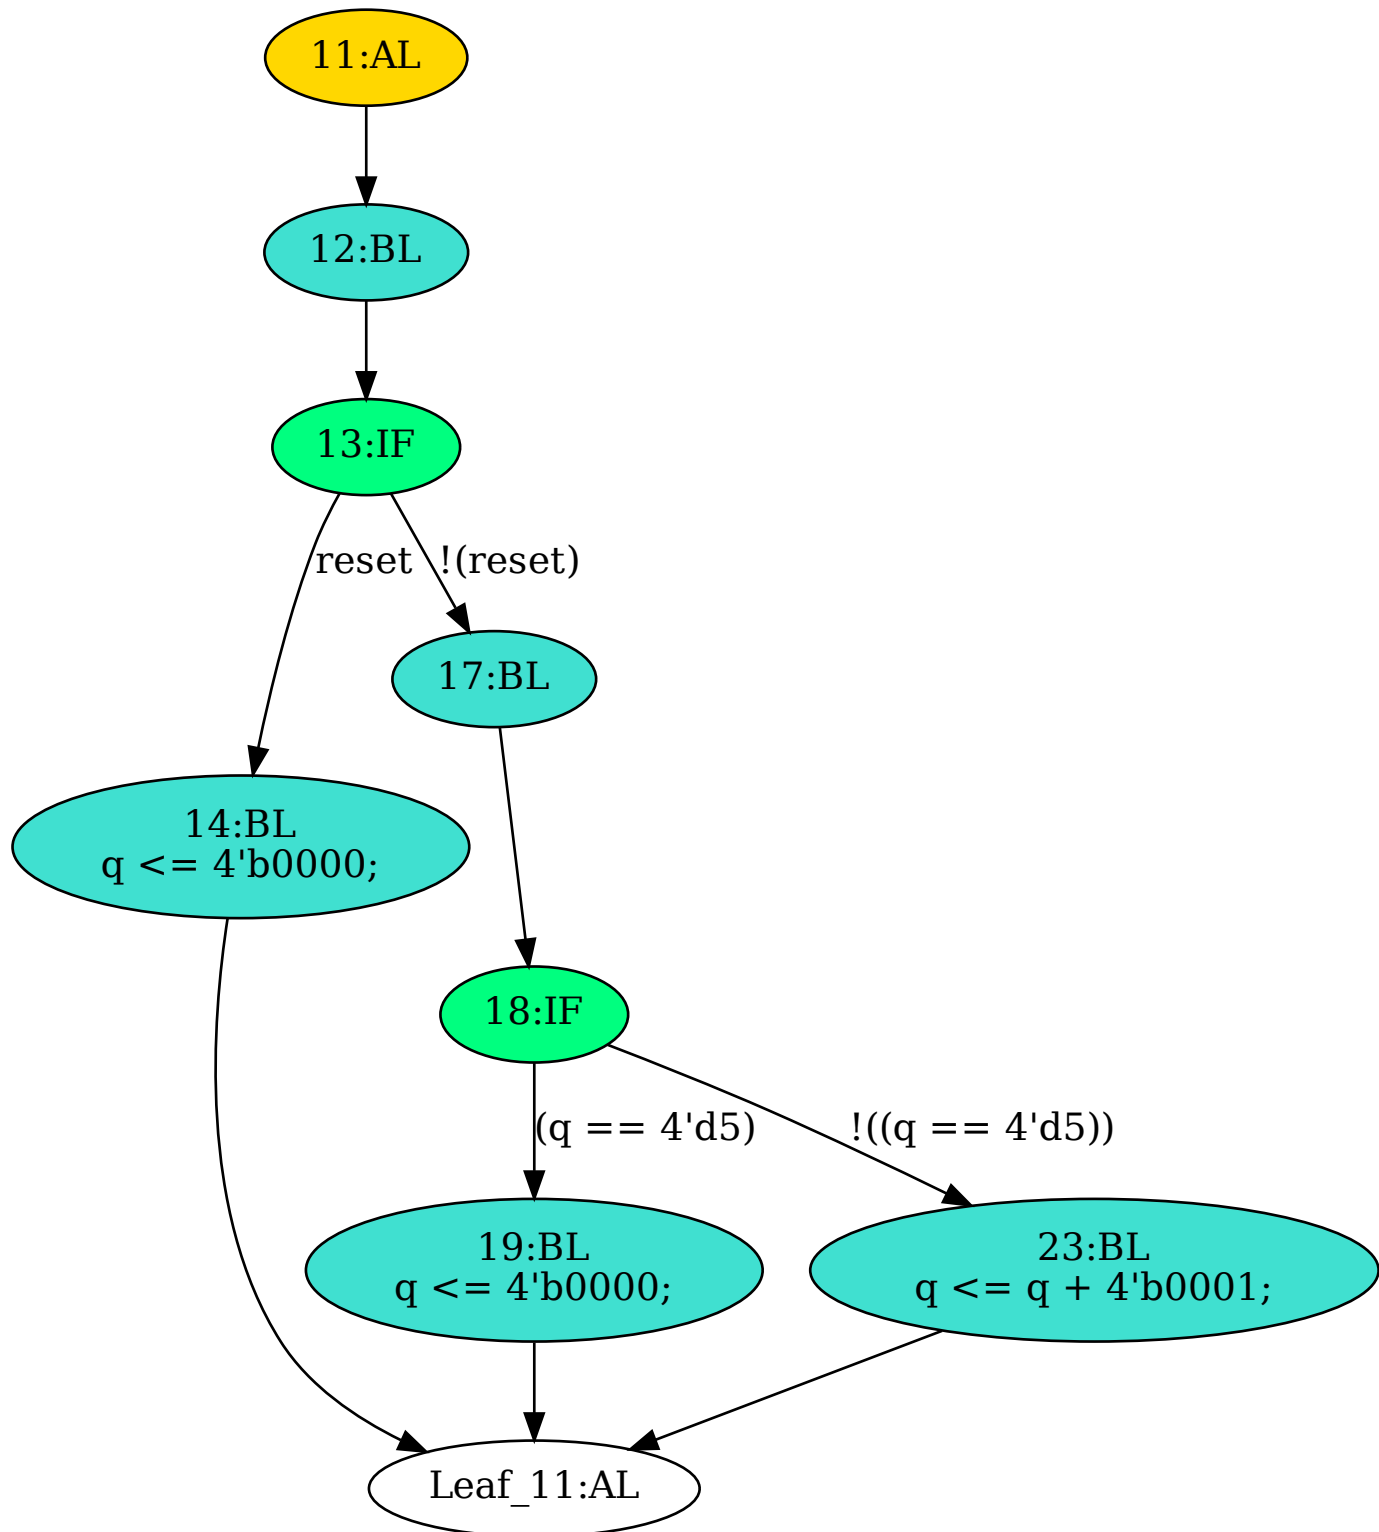 11:AL
12:BL
13:IF
reset
!(reset)
17:BL
14:BL
q <= 4'b0000;
18:IF
(q == 4'd5)
!((q == 4'd5))
19:BL
q <= 4'b0000;
23:BL
q <= q + 4'b0001;
Leaf_11:AL